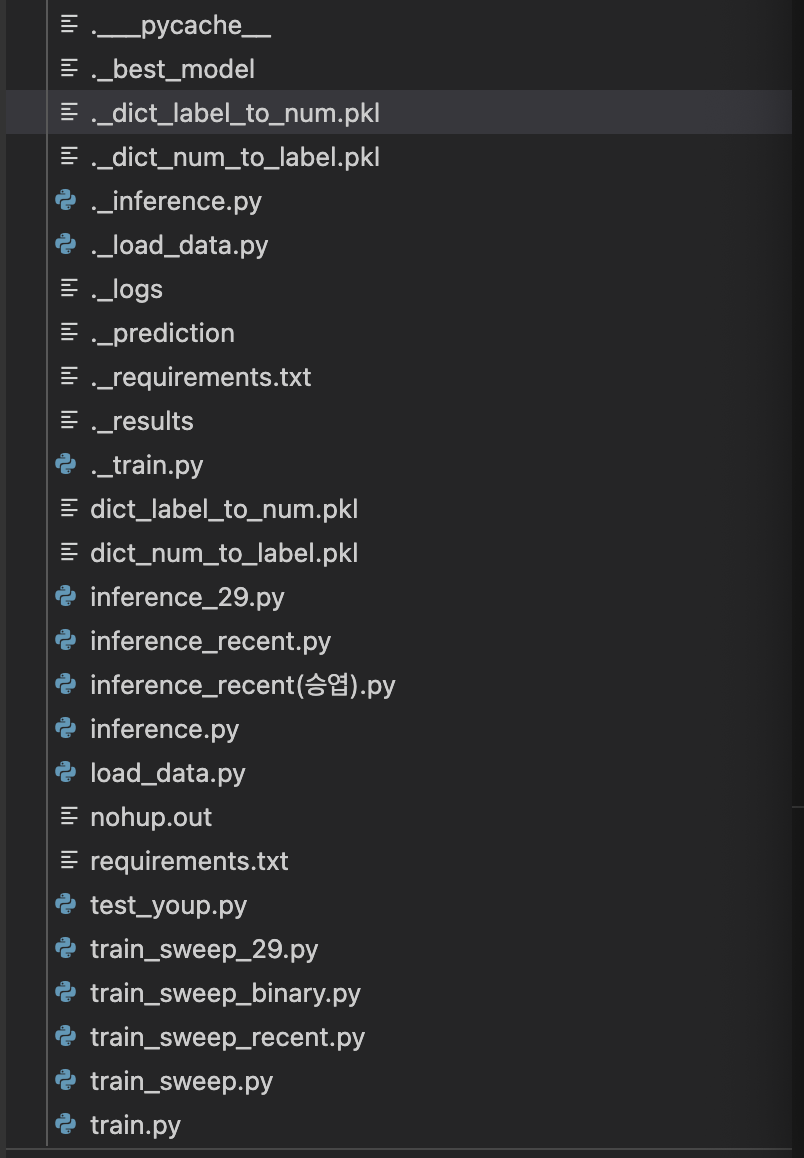 .___pycache__
._best_model
._dict_label_to_num.pkl
._dict_num_to_label.pkl
._inference.py
._load_data.py
._logs
._prediction
._requirements.txt
._results
._train.py
dict_label_to_num.pkl
dict_num_to_label.pkl
inference_29.py
inference_recent.py
inference_recent(승엽).py
inference.py
load_data.py
nohup.out
requirements.txt
test_youp.py
train_sweep_29.py
train_sweep_binary.py
train_sweep_recent.py
train_sweep.py
train.py